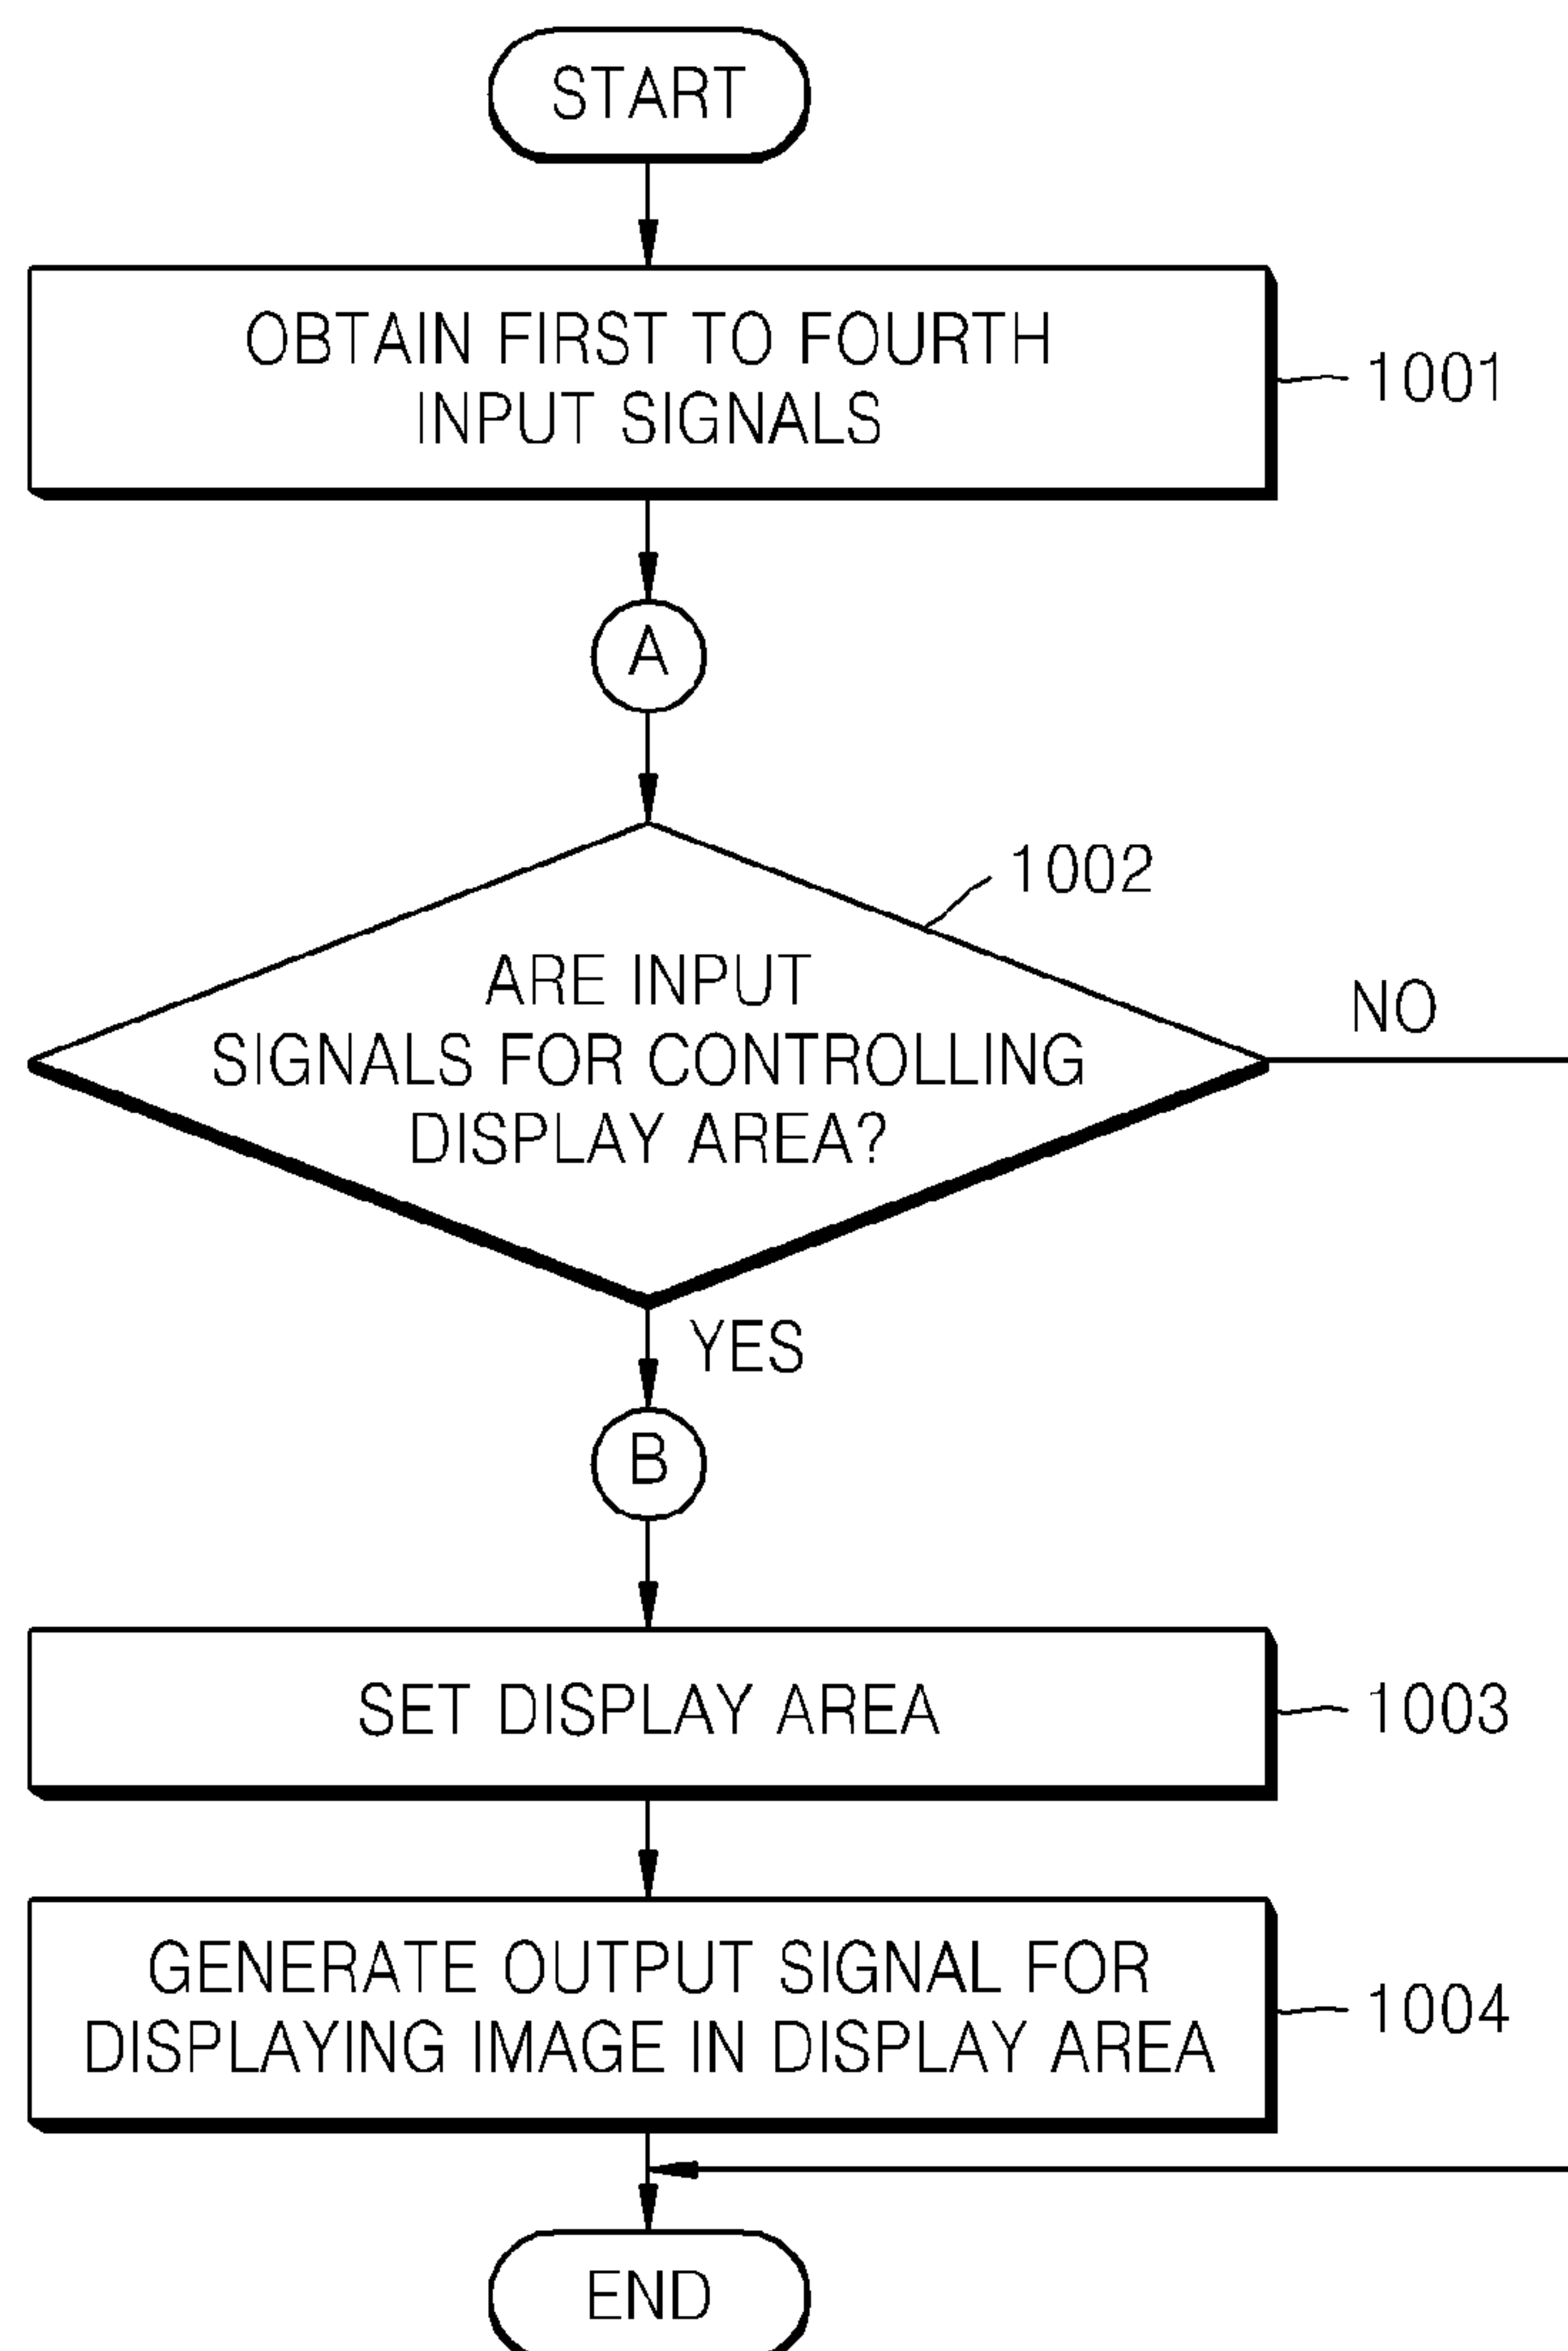 START
OBTAIN FIRST TO FOURTH
INPUT SIGNALS
1001
A
1002
ARE INPUT
SIGNALS FOR CONTROLLING
DISPLAY AREA?
NO
YES
B
SET DISPLAY AREA
1003
GENERATE OUTPUT SIGNAL FOR
DISPLAYING IMAGE IN DISPLAY AREA
1004
END